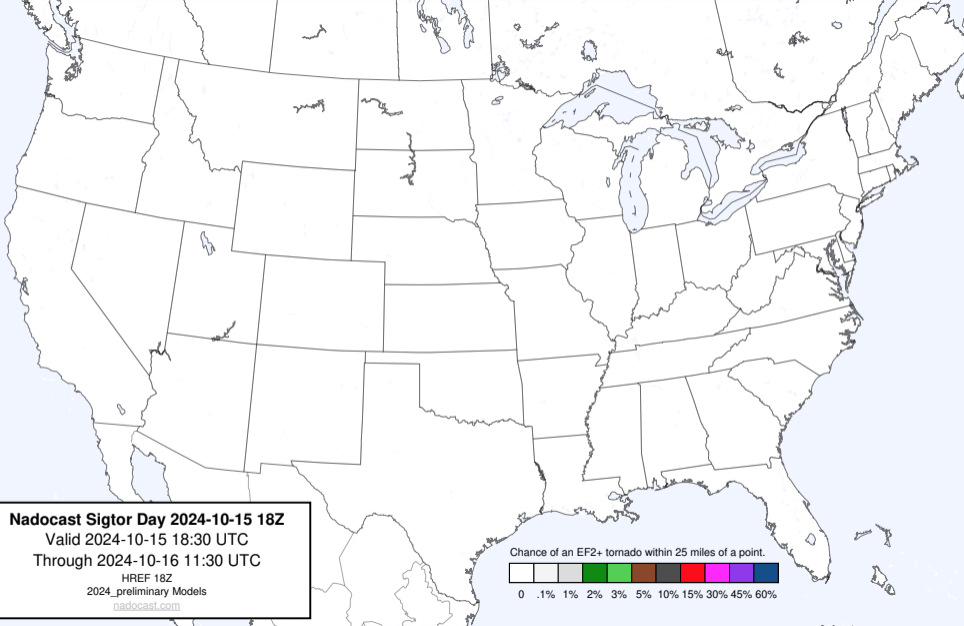 Nadocast Sigtor Day 2024-10-15 18Z
Valid 2024-10-15 18:30 UTC
Through 2024-10-16 11:30 UTC
HREF 18Z
2024_preliminary Models
nadocast.com
Chance of an EF2+ tornado within 25 miles of a point.
0 .1% 1% 2% 3% 5% 10% 15% 30% 45% 60%